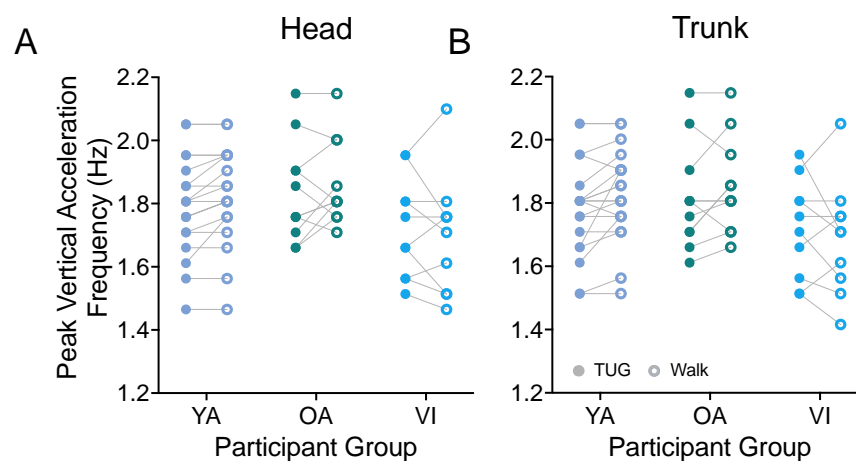 A
Head
B
Trunk
Peak Vertical Acceleration
Frequency (Hz)
2.2
2.0
1.8
1.6
1.4
1.2
YA
OA
VI
Participant Group
2.2
2.0
1.8
1.6
1.4
1.2
TUG
Walk
YA
OA
VI
Participant Group